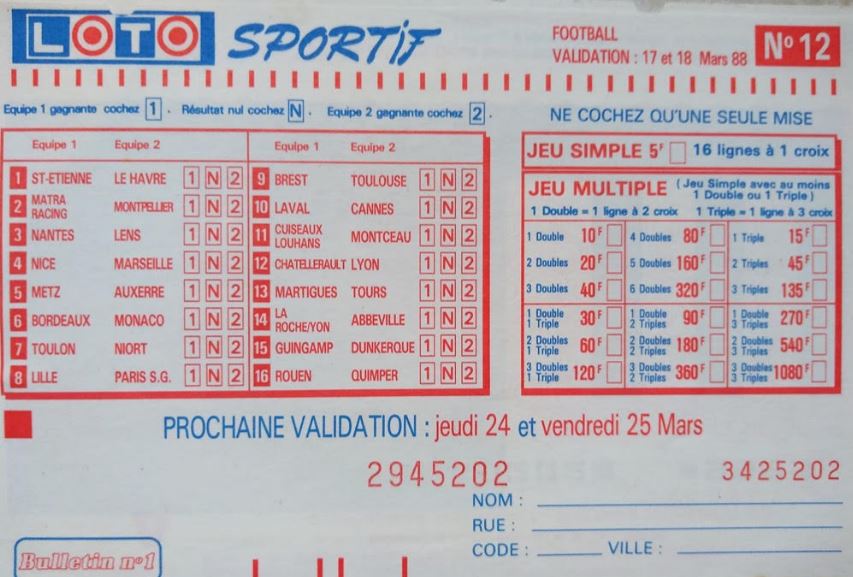 LOTO SPORTIF
FOOTBALL
VALIDATION : 17 et 18 Mars 88
N° 12
Equipe 1 gagnante cochez 1 . Résultat nul cochez N . Equipe 2 gagnante cochez 2 .
NE COCHEZ QU'UNE SEULE MISE
Equipe 1 Equipe 2
1 ST-ETIENNE LE HAVRE 1 N 2
2 MATRA RACING MONTPELLIER 1 N 2
3 NANTES LENS 1 N 2
4 NICE MARSEILLE 1 N 2
5 METZ AUXERRE 1 N 2
6 BORDEAUX MONACO 1 N 2
7 TOULON NIORT 1 N 2
8 LILLE PARIS S.G. 1 N 2
Equipe 1 Equipe 2
9 BREST TOULOUSE 1 N 2
10 LAVAL CANNES 1 N 2
11 CUISEAUX LOUHANS MONTCEAU 1 N 2
12 CHATELLERAULT LYON 1 N 2
13 MARTIGUES TOURS 1 N 2
14 LA ROCHE/YON ABBEVILLE 1 N 2
15 GUINGAMP DUNKERQUE 1 N 2
16 ROUEN QUIMPER 1 N 2
JEU SIMPLE 5F 16 lignes à 1 croix
JEU MULTIPLE (Jeu Simple avec au moins
1 Double ou 1 Triple)
1 Double = 1 ligne à 2 croix 1 Triple = 1 ligne à 3 croix
1 Double 10F 4 Doubles 80F 1 Triple 15F
2 Doubles 20F 5 Doubles 160F 2 Triples 45F
3 Doubles 40F 6 Doubles 320F 3 Triples 135F
1 Double 1 Triple 30F 1 Double 2 Triples 90F 1 Double 3 Triples 270F
2 Doubles 1 Triple 60F 2 Doubles 2 Triples 180F 2 Doubles 3 Triples 540F
3 Doubles 1 Triple 120F 3 Doubles 2 Triples 360F 3 Doubles 3 Triples 1080F
PROCHAINE VALIDATION : jeudi 24 et vendredi 25 Mars
2945202
3425202
NOM :
RUE :
CODE : VILLE :
Bulletin n°1